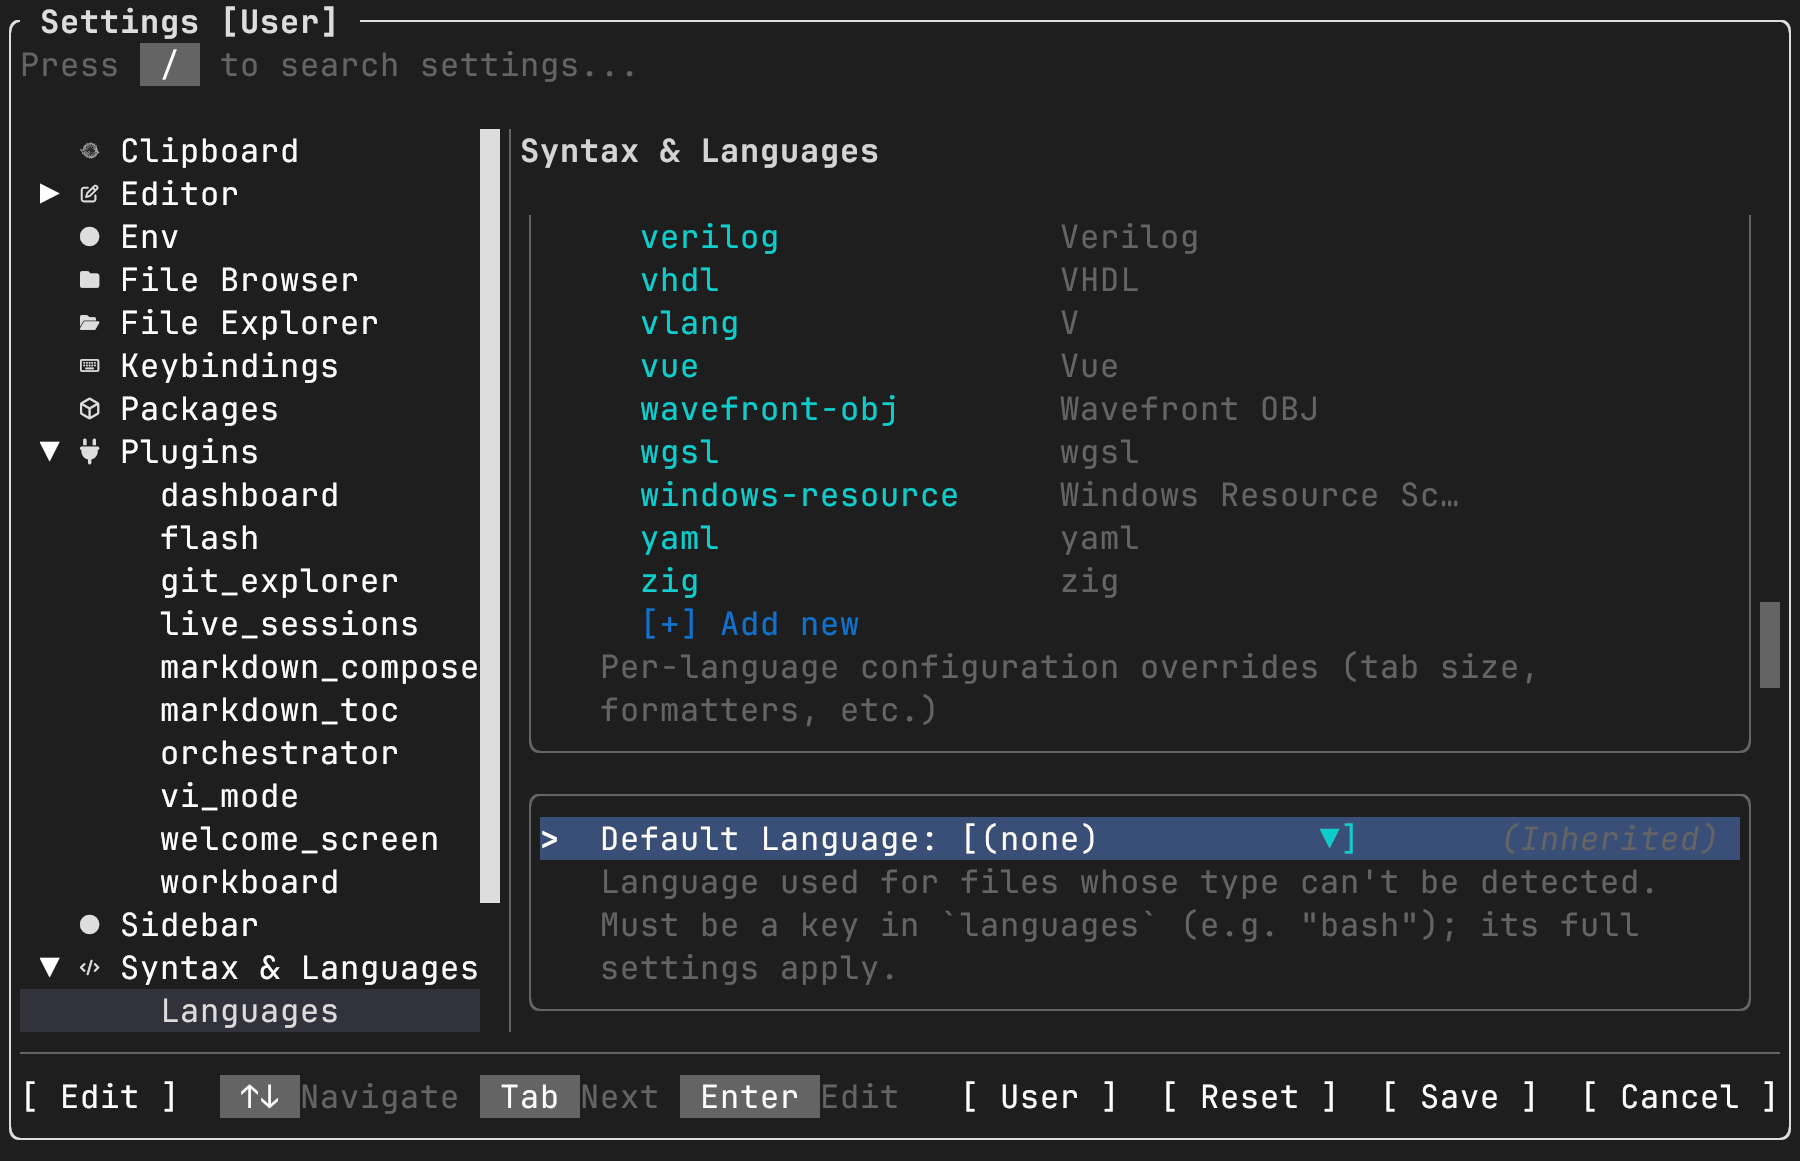 Settings [User]
Press / to search settings...
Clipboard
Editor
Env
File Browser
File Explorer
Keybindings
Packages
Plugins
dashboard
flash
git_explorer
live_sessions
markdown_compose
markdown_toc
orchestrator
vi_mode
welcome_screen
workboard
Sidebar
</> Syntax & Languages
Languages
Syntax & Languages
verilog Verilog
vhdl VHDL
vlang V
vue Vue
wavefront-obj Wavefront OBJ
wgsl wgsl
windows-resource Windows Resource Sc…
yaml yaml
zig zig
[+] Add new
Per-language configuration overrides (tab size,
formatters, etc.)
> Default Language: [(none) ▼] (Inherited)
Language used for files whose type can't be detected.
Must be a key in `languages` (e.g. "bash"); its full
settings apply.
[ Edit ] ↑↓ Navigate Tab Next Enter Edit [ User ] [ Reset ] [ Save ] [ Cancel ]